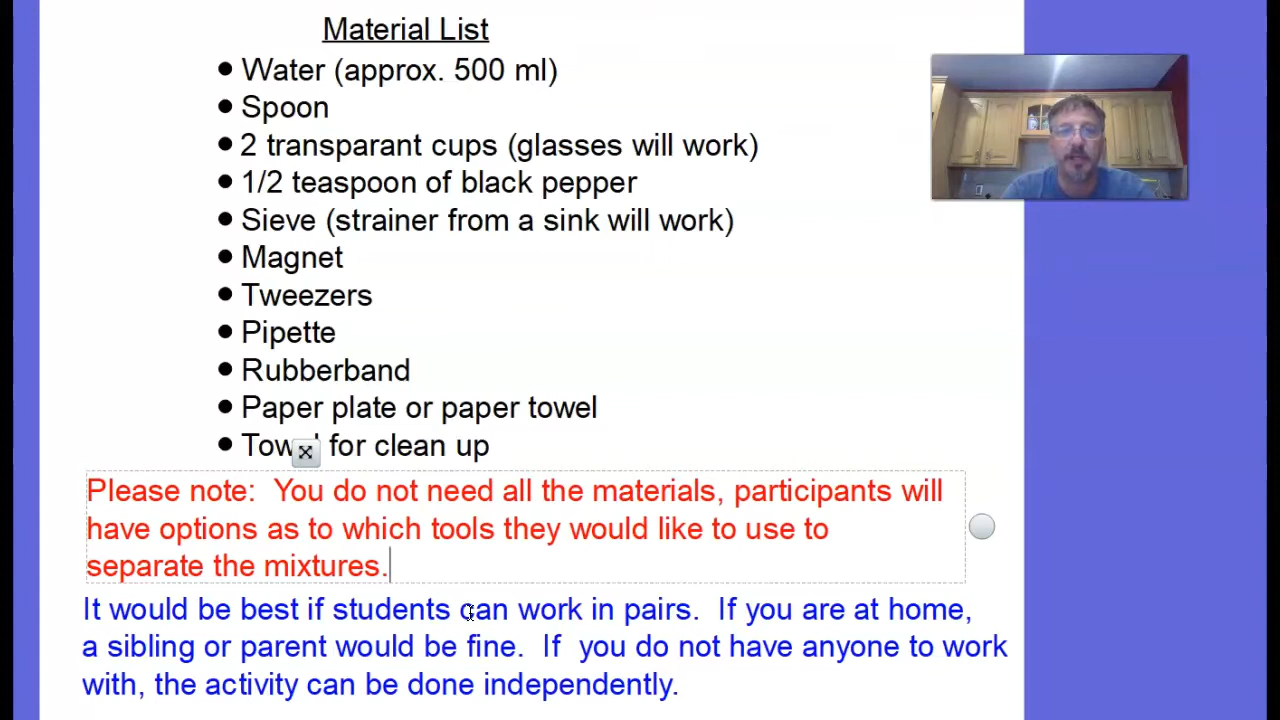 Material List
• Water (approx. 500 ml)
• Spoon
• 2 transparant cups (glasses will work)
• 1/2 teaspoon of black pepper
• Sieve (strainer from a sink will work)
• Magnet
• Tweezers
• Pipette
• Rubberband
• Paper plate or paper towel
• Towel for clean up
Please note:  You do not need all the materials, participants will
have options as to which tools they would like to use to
separate the mixtures.
It would be best if students can work in pairs.  If you are at home,
a sibling or parent would be fine.  If  you do not have anyone to work
with, the activity can be done independently.